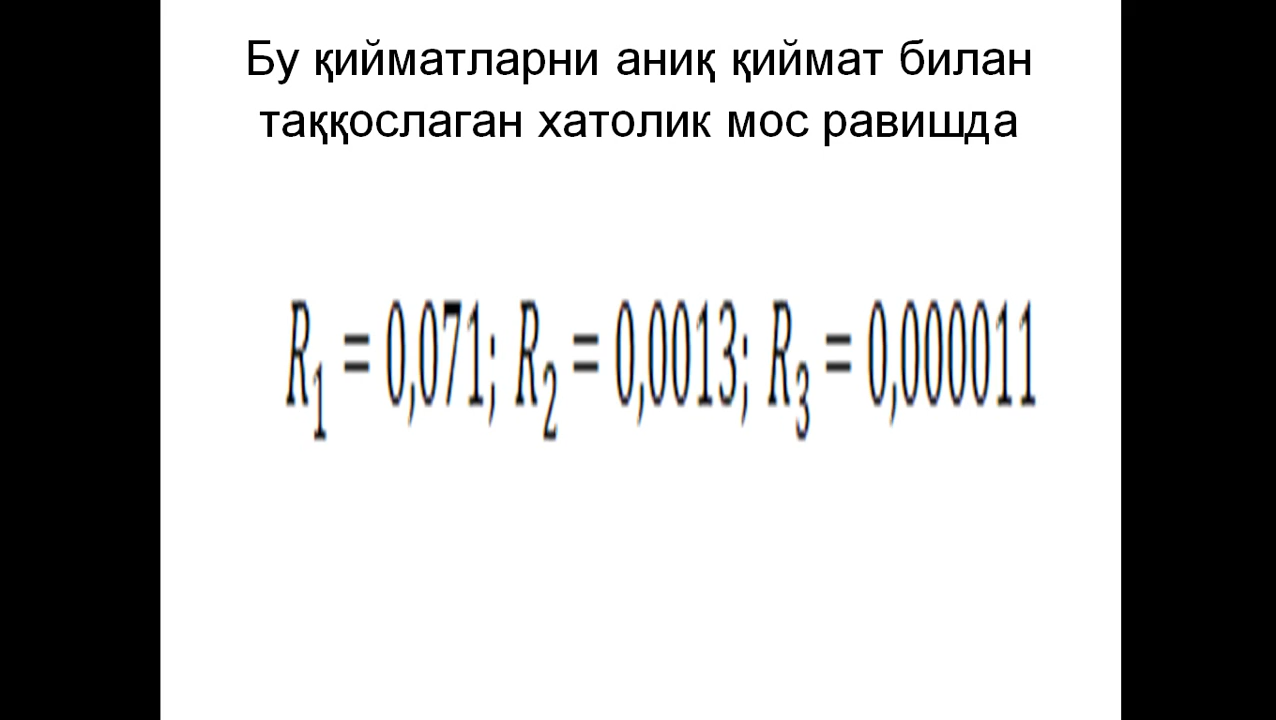 Бу қийматларни аниқ қиймат билан
таққослаган хатолик мос равишда
R₁ = 0,071; R₂ = 0,0013; R₃ = 0,000011